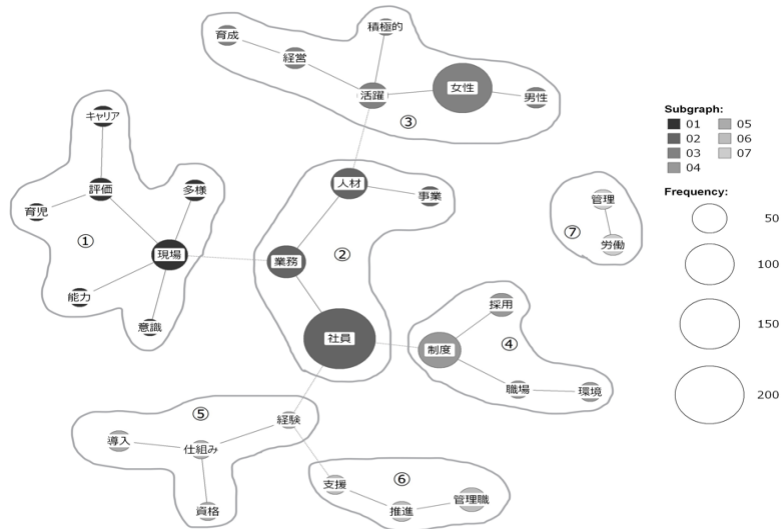 育成
経営
積極的
活躍
女性
男性
③
キャリア
評価
多様
育児
①
現場
能力
意識
人材
事業
②
業務
社員
管理
⑦
労働
採用
制度
④
職場
環境
⑤
経験
導入
仕組み
資格
⑥
支援
推進
管理職
Subgraph:
01 05
02 06
03 07
04
Frequency:
50
100
150
200